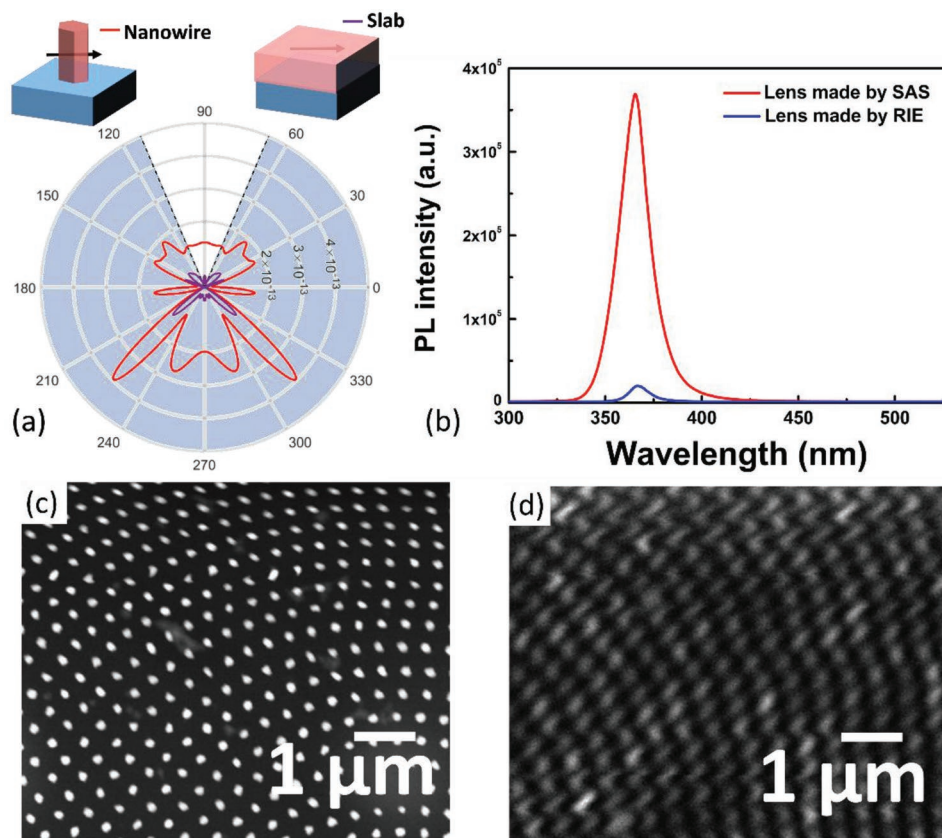 Nanowire
Slab
90
120
60
150
30
180
0
210
330
240
300
270
2×10⁻¹³
3×10⁻¹³
4×10⁻¹³
(a)
4x10⁵
3x10⁵
2x10⁵
1x10⁵
0
PL intensity (a.u.)
Lens made by SAS
Lens made by RIE
300
350
400
450
500
Wavelength (nm)
(b)
(c)
1 μm
(d)
1 μm